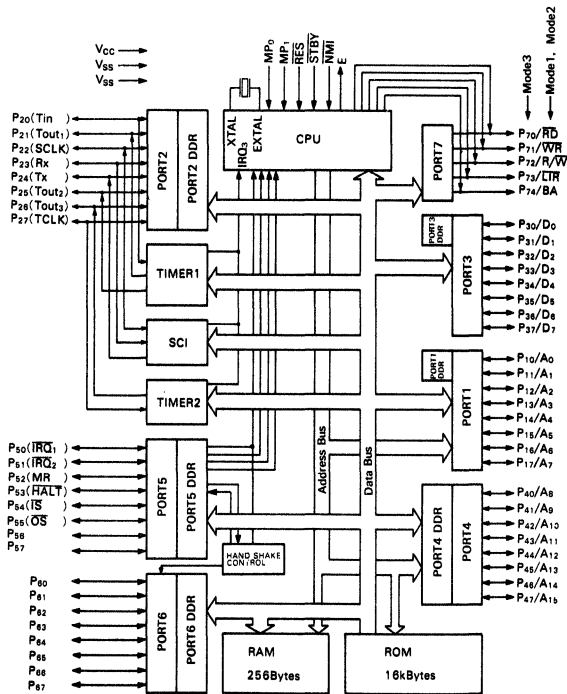 VCC
VSS
VSS
MP0
MP1
RES
STBY
NMI
E
Mode3
Mode1, Mode2
XTAL
IRQ3
EXTAL
CPU
P20(Tin )
P21(Tout1)
P22(SCLK)
P23(Rx )
P24(Tx )
P25(Tout2)
P26(Tout3)
P27(TCLK)
PORT2
PORT2 DDR
PORT7
P70/RD
P71/WR
P72/R/W
P73/LIR
P74/BA
TIMER1
SCI
TIMER2
PORT3 DDR
PORT3
P30/D0
P31/D1
P32/D2
P33/D3
P34/D4
P35/D5
P36/D6
P37/D7
PORT1 DDR
PORT1
P10/A0
P11/A1
P12/A2
P13/A3
P14/A4
P15/A5
P16/A6
P17/A7
Address Bus
Data Bus
P50(IRQ1)
P51(IRQ2)
P52(MR )
P53(HALT)
P54(IS )
P55(OS )
P56
P57
PORT5
PORT5 DDR
HAND SHAKE
CONTROL
PORT4 DDR
PORT4
P40/A8
P41/A9
P42/A10
P43/A11
P44/A12
P45/A13
P46/A14
P47/A15
P60
P61
P62
P63
P64
P65
P66
P67
PORT6
PORT6 DDR
RAM
256Bytes
ROM
16kBytes